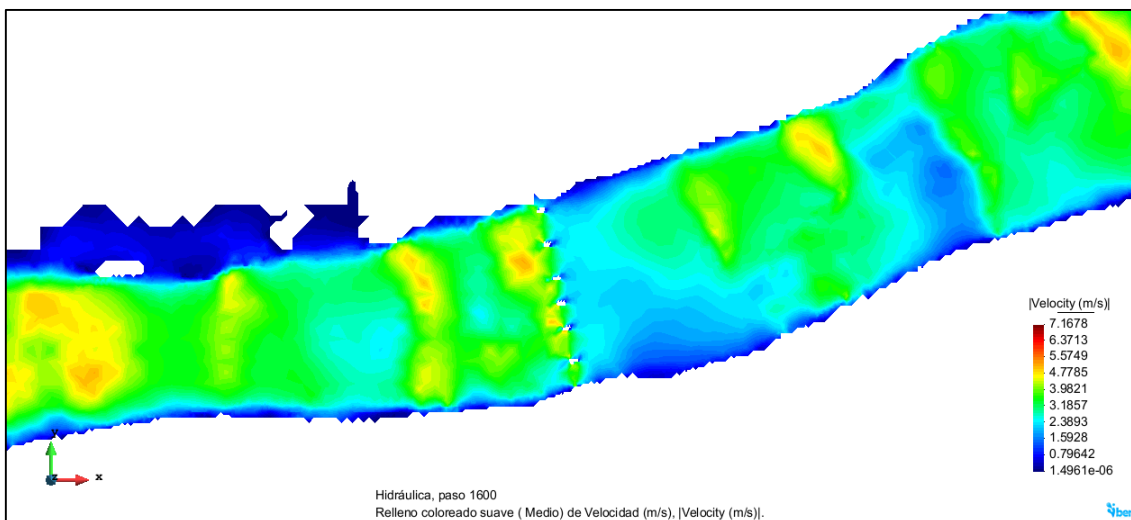 |Velocity (m/s)|
7.1678
6.3713
5.5749
4.7785
3.9821
3.1857
2.3893
1.5928
0.79642
1.4961e-06
y
z
x
Hidráulica, paso 1600
Relleno coloreado suave ( Medio) de Velocidad (m/s), |Velocity (m/s)|.
iber